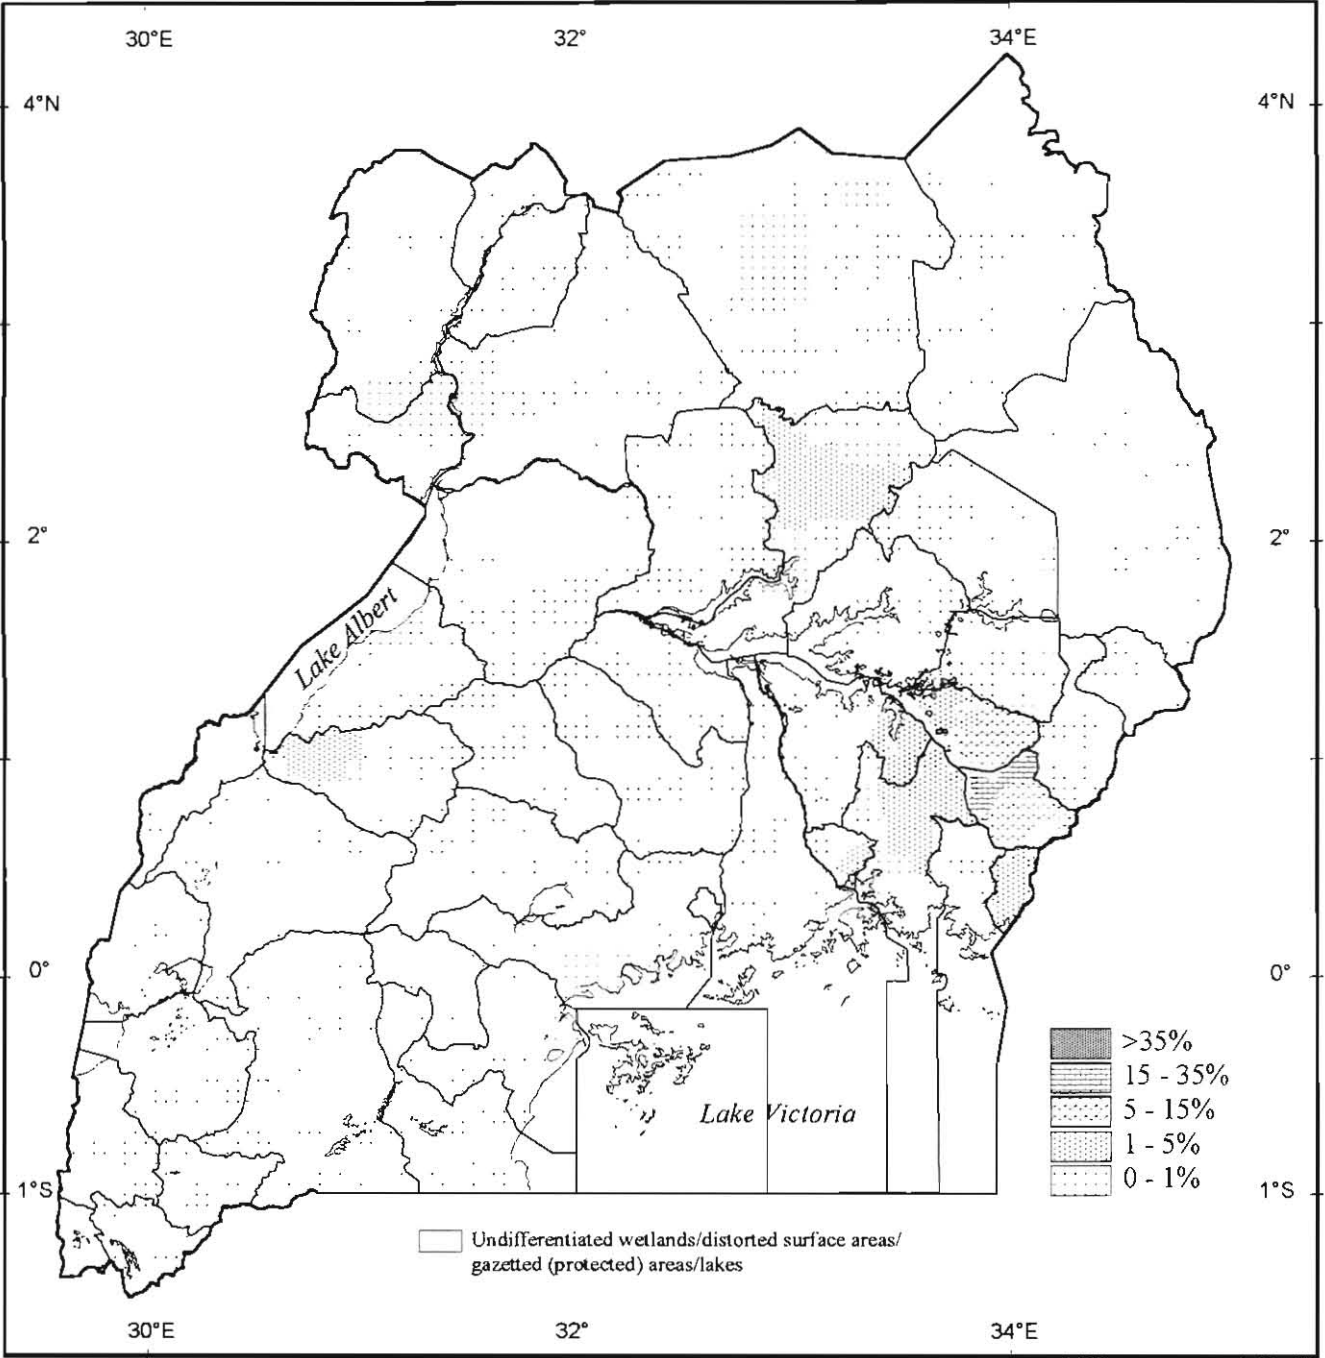 30°E 32° 34°E
4°N 4°N
2° 2°
Lake Albert
0° 0°
>35%
15 - 35%
Lake Victoria
5 - 15%
1 - 5%
0 - 1%
1°S 1°S
Undifferentiated wetlands/distorted surface areas/
gazetted (protected) areas/lakes
30°E 32° 34°E